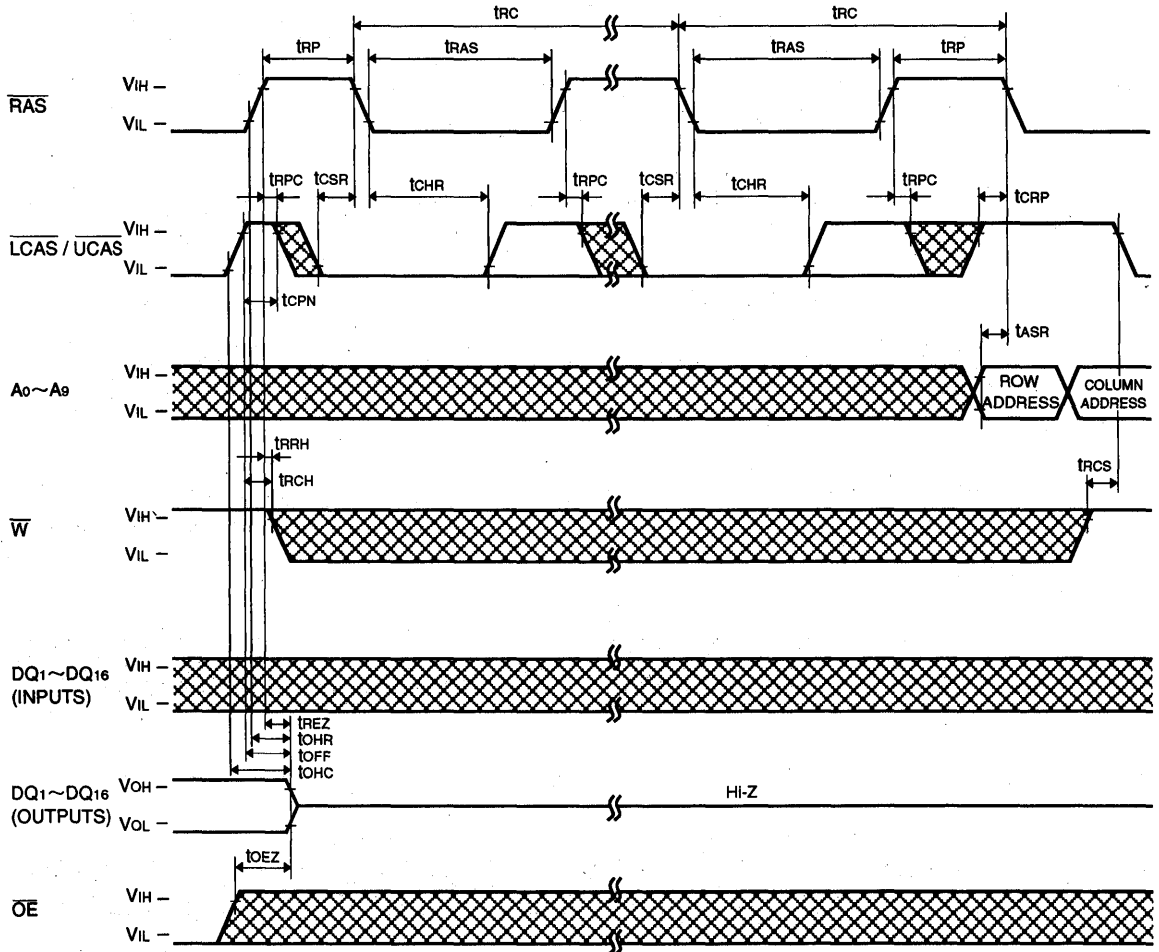 tRC tRC
tRP tRAS tRAS tRP
RAS VIH
VIL
tRPC tCSR tCHR tRPC tCSR tCHR tRPC tCRP
LCAS / UCAS VIH
VIL
tCPN
tASR
A0~A9 VIH
VIL
ROW ADDRESS
COLUMN ADDRESS
tRRH
tRCH
tRCS
W VIH
VIL
DQ1~DQ16 (INPUTS) VIH
VIL
tREZ
tOHR
tOFF
tOHC
DQ1~DQ16 (OUTPUTS) VOH
VOL
Hi-Z
tOEZ
OE VIH
VIL